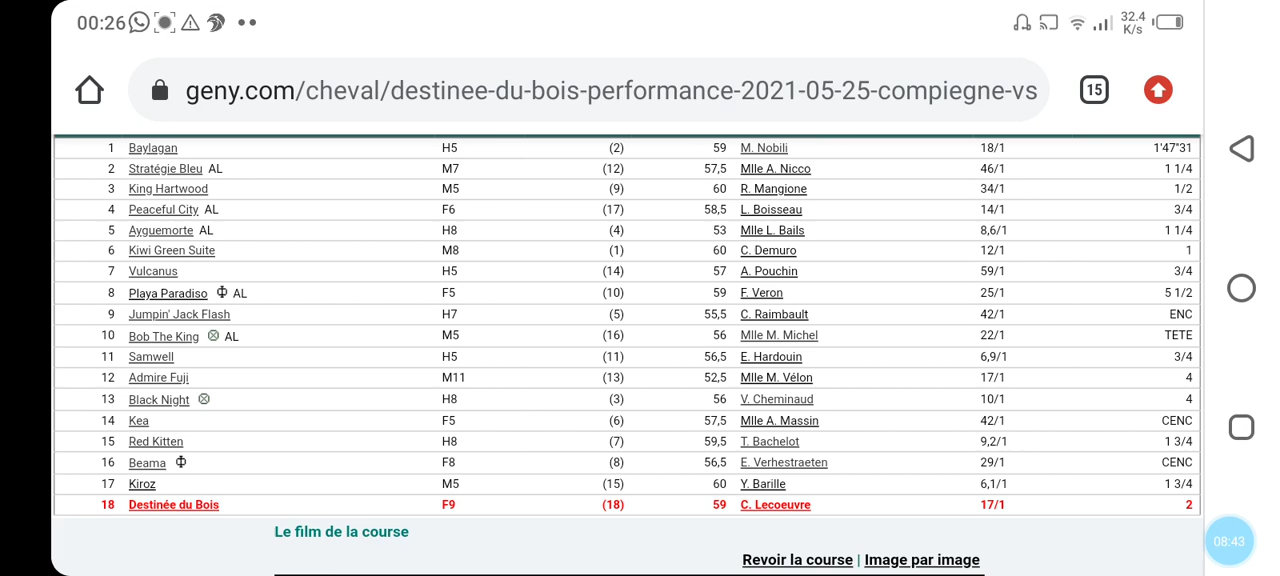 00:26
32.4
K/s
geny.com/cheval/destinee-du-bois-performance-2021-05-25-compiegne-vs
15
1 Baylagan H5 (2) 59 M. Nobili 18/1 1'47"31
2 Stratégie Bleu AL M7 (12) 57,5 Mlle A. Nicco 46/1 1 1/4
3 King Hartwood M5 (9) 60 R. Mangione 34/1 1/2
4 Peaceful City AL F6 (17) 58,5 L. Boisseau 14/1 3/4
5 Ayguemorte AL H8 (4) 53 Mlle L. Bails 8,6/1 1 1/4
6 Kiwi Green Suite M8 (1) 60 C. Demuro 12/1 1
7 Vulcanus H5 (14) 57 A. Pouchin 59/1 3/4
8 Playa Paradiso AL F5 (10) 59 F. Veron 25/1 5 1/2
9 Jumpin' Jack Flash H7 (5) 55,5 C. Raimbault 42/1 ENC
10 Bob The King AL M5 (16) 56 Mlle M. Michel 22/1 TETE
11 Samwell H5 (11) 56,5 E. Hardouin 6,9/1 3/4
12 Admire Fuji M11 (13) 52,5 Mlle M. Vélon 17/1 4
13 Black Night H8 (3) 56 V. Cheminaud 10/1 4
14 Kea F5 (6) 57,5 Mlle A. Massin 42/1 CENC
15 Red Kitten H8 (7) 59,5 T. Bachelot 9,2/1 1 3/4
16 Beama F8 (8) 56,5 E. Verhestraeten 29/1 CENC
17 Kiroz M5 (15) 60 Y. Barille 6,1/1 1 3/4
18 Destinée du Bois F9 (18) 59 C. Lecoeuvre 17/1 2
Le film de la course
08:43
Revoir la course | Image par image